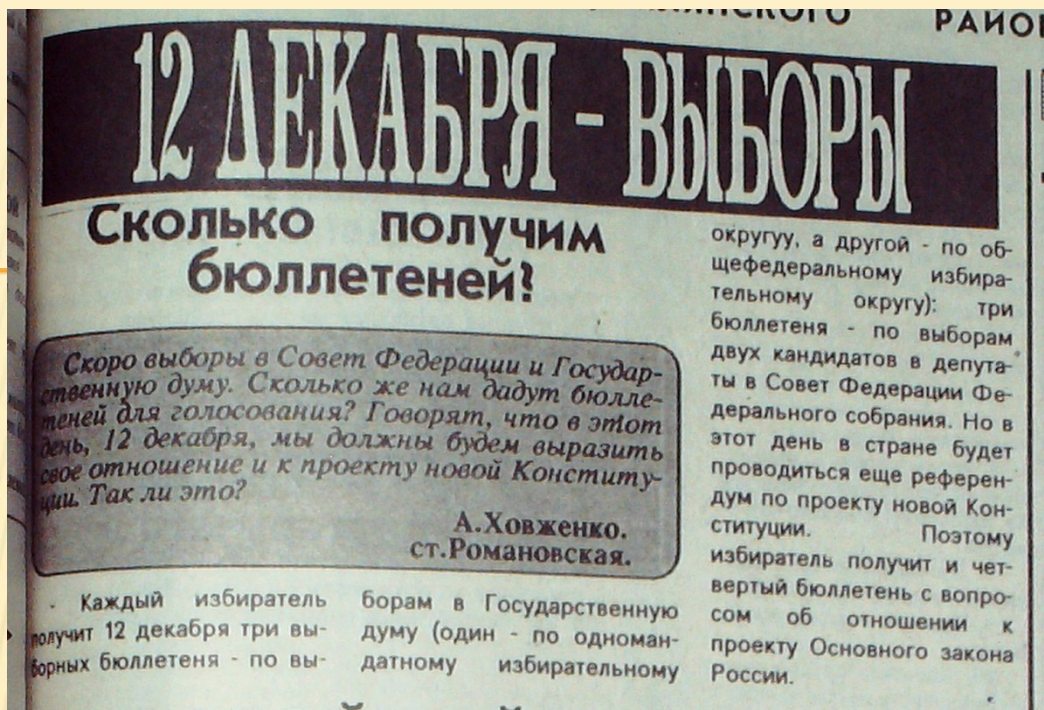 РАЙО
12 ДЕКАБРЯ - ВЫБОРЫ
Сколько получим
бюллетеней?
Скоро выборы в Совет Федерации и Государ-
ственную думу. Сколько же нам дадут бюлле-
теней для голосования? Говорят, что в этот
день, 12 декабря, мы должны будем выразить
свое отношение и к проекту новой Конститу-
ции. Так ли это?
А.Ховженко.
ст.Романовская.
Каждый избиратель
получит 12 декабря три вы-
борных бюллетеня - по вы-
борам в Государственную
думу (один - по одноман-
датному избирательному
округуу, а другой - по об-
щефедеральному избира-
тельному округу): три
бюллетеня - по выборам
двух кандидатов в депута-
ты в Совет Федерации Фе-
дерального собрания. Но в
этот день в стране будет
проводиться еще референ-
дум по проекту новой Кон-
ституции. Поэтому
избиратель получит и чет-
вертый бюллетень с вопро-
сом об отношении к
проекту Основного закона
России.